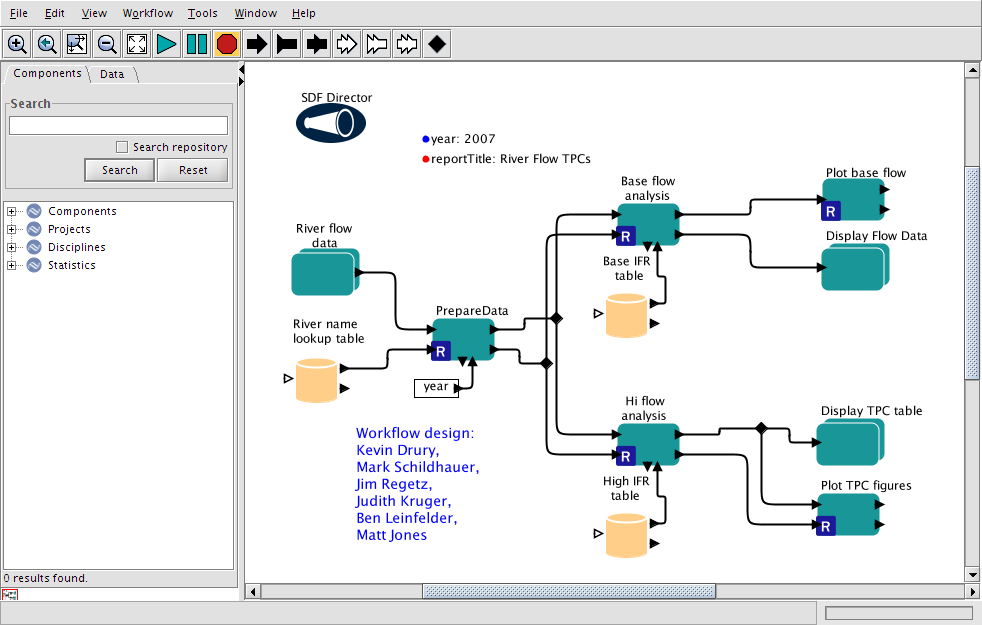 File Edit View Workflow Tools Window Help
Components Data
Search
Search repository
Search Reset
Components
Projects
Disciplines
Statistics
0 results found.
SDF Director
year: 2007
reportTitle: River Flow TPCs
River flow
data
River name
lookup table
PrepareData
R
year
Base flow
analysis
R
Base IFR
table
Plot base flow
R
Display Flow Data
Hi flow
analysis
R
High IFR
table
Display TPC table
Plot TPC figures
R
Workflow design:
Kevin Drury,
Mark Schildhauer,
Jim Regetz,
Judith Kruger,
Ben Leinfelder,
Matt Jones